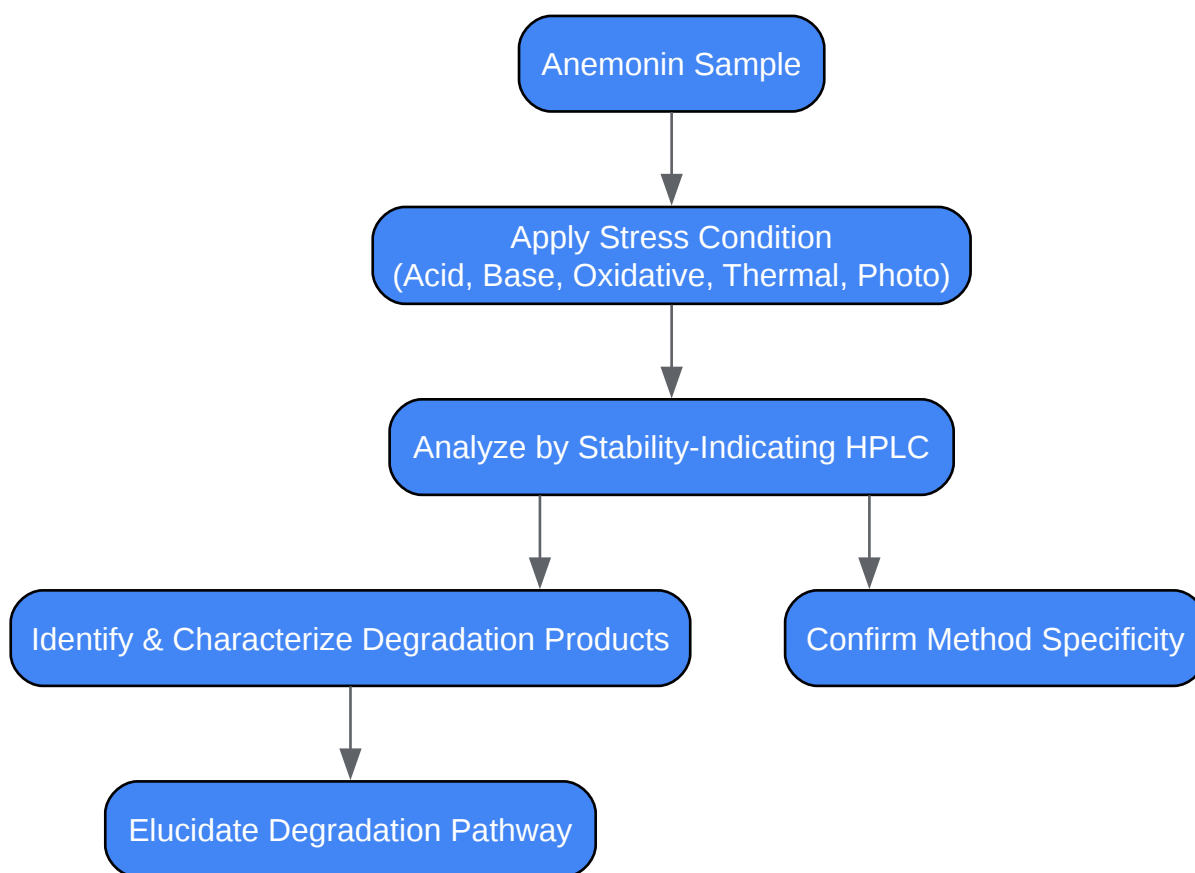 Anemonin Sample
Apply Stress Condition
(Acid, Base, Oxidative, Thermal, Photo)
Analyze by Stability-Indicating HPLC
Identify & Characterize Degradation Products
Confirm Method Specificity
Elucidate Degradation Pathway